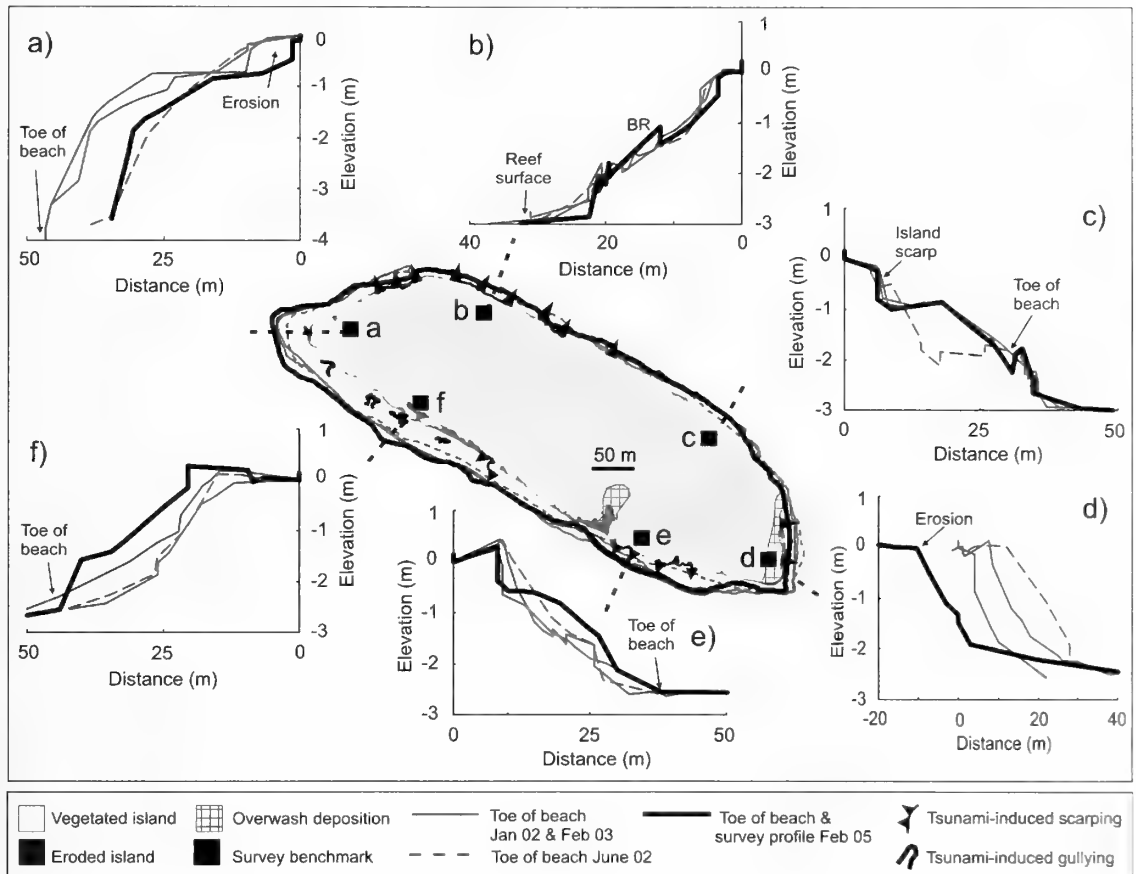 a)
0
-1
-2
-3
-4
Elevation (m)
Erosion
Toe of
beach
50
25
0
Distance (m)
b)
1
0
-1
-2
-3
Elevation (m)
BR
Reef
surface
40
20
0
Distance (m)
c)
1
0
-1
-2
-3
Elevation (m)
Island
scarp
Toe of
beach
0
25
50
Distance (m)
a
b
c
d
e
f
50 m
f)
1
0
-1
-2
-3
Elevation (m)
Toe of
beach
50
25
0
Distance (m)
e)
1
0
-1
-2
-3
Elevation (m)
Toe of
beach
0
25
50
Distance (m)
d)
1
0
-1
-2
-3
Elevation (m)
Erosion
-20
0
20
40
Distance (m)
Vegetated island
Overwash deposition
Toe of beach
Jan 02 & Feb 03
Toe of beach &
survey profile Feb 05
Tsunami-induced scarping
Eroded island
Survey benchmark
Toe of beach June 02
Tsunami-induced gullying